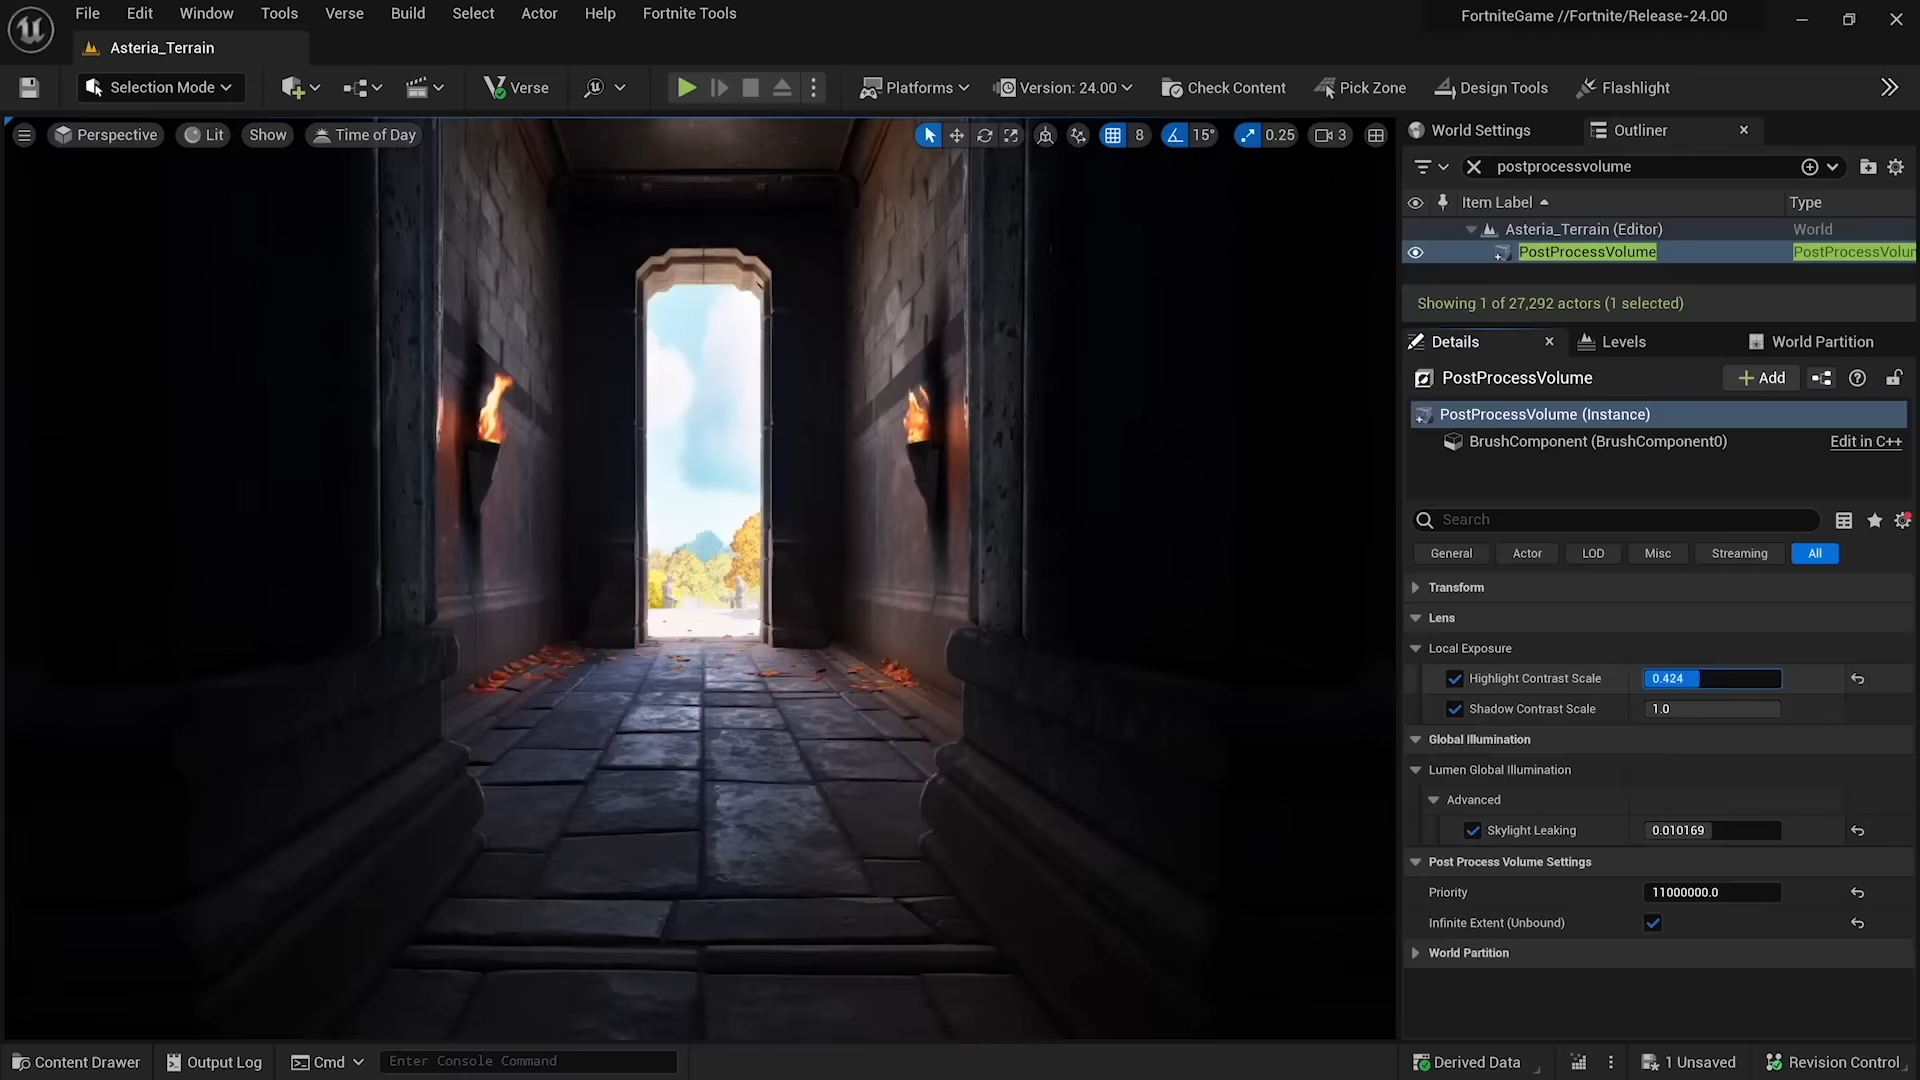 File Edit Window Tools Verse Build Select Actor Help Fortnite Tools
FortniteGame //Fortnite/Release-24.00
Asteria_Terrain
Selection Mode
Verse
Platforms
Version: 24.00
Check Content
Pick Zone
Design Tools
Flashlight
Perspective
Lit
Show
Time of Day
8
15°
0.25
3
World Settings
Outliner
postprocessvolume
Item Label
Type
Asteria_Terrain (Editor)
World
PostProcessVolume
PostProcessVolun
Showing 1 of 27,292 actors (1 selected)
Details
Levels
World Partition
PostProcessVolume
Add
PostProcessVolume (Instance)
BrushComponent (BrushComponent0)
Edit in C++
Search
General
Actor
LOD
Misc
Streaming
All
Transform
Lens
Local Exposure
Highlight Contrast Scale
0.424
Shadow Contrast Scale
1.0
Global Illumination
Lumen Global Illumination
Advanced
Skylight Leaking
0.010169
Post Process Volume Settings
Priority
11000000.0
Infinite Extent (Unbound)
World Partition
Content Drawer
Output Log
Cmd
Enter Console Command
Derived Data
1 Unsaved
Revision Control